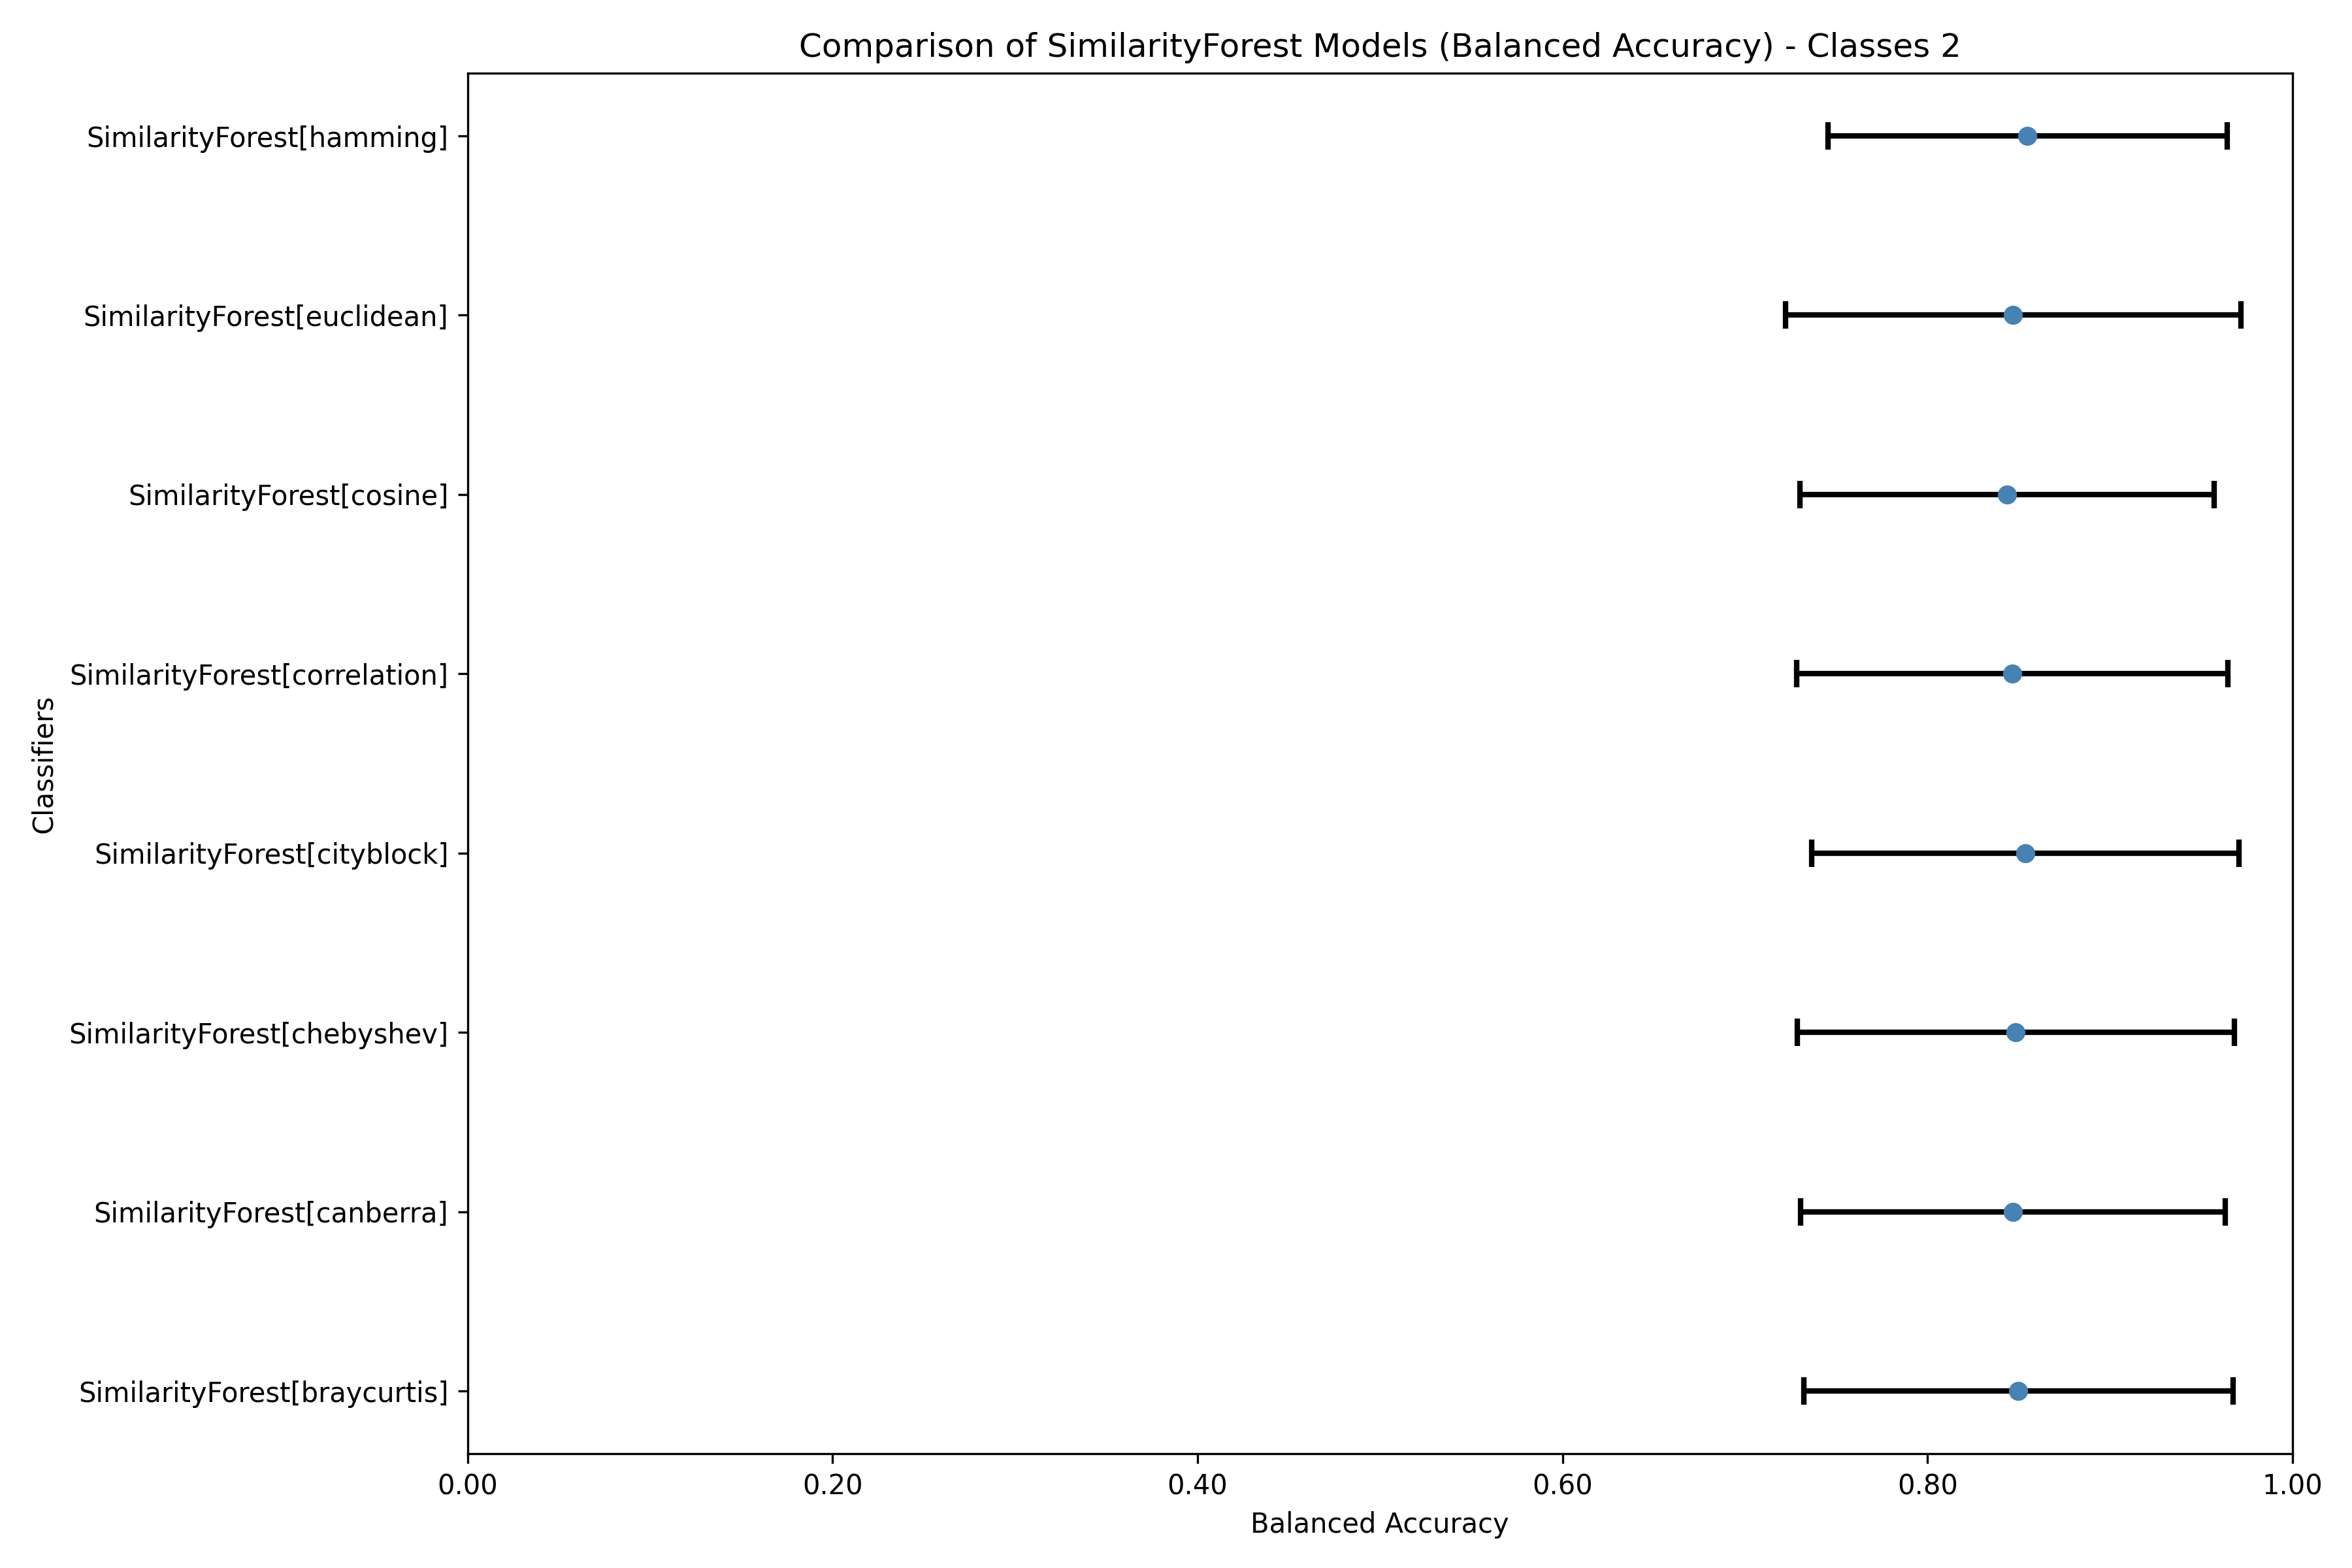 Comparison of SimilarityForest Models (Balanced Accuracy) - Classes 2
SimilarityForest[hamming]
SimilarityForest[euclidean]
SimilarityForest[cosine]
SimilarityForest[correlation]
SimilarityForest[cityblock]
SimilarityForest[chebyshev]
SimilarityForest[canberra]
SimilarityForest[braycurtis]
Classifiers
0.00 0.20 0.40 0.60 0.80 1.00
Balanced Accuracy